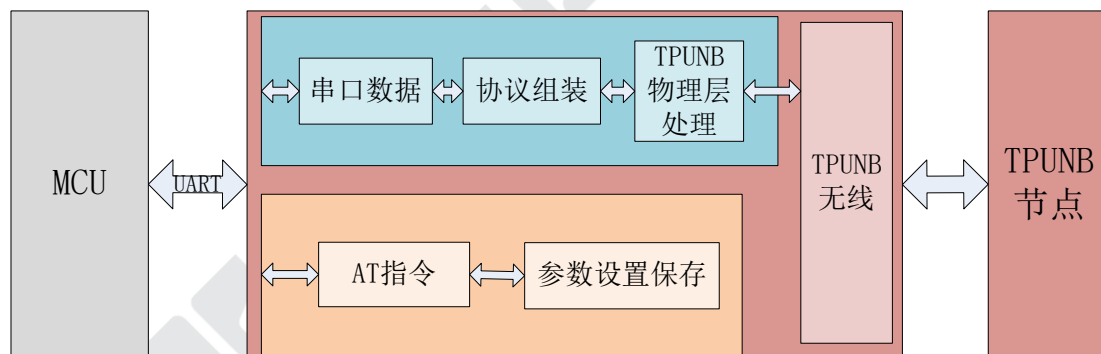 MCU
UART
串口数据
协议组装
TPUNB
物理层
处理
AT指令
参数设置保存
TPUNB
无线
TPUNB
节点